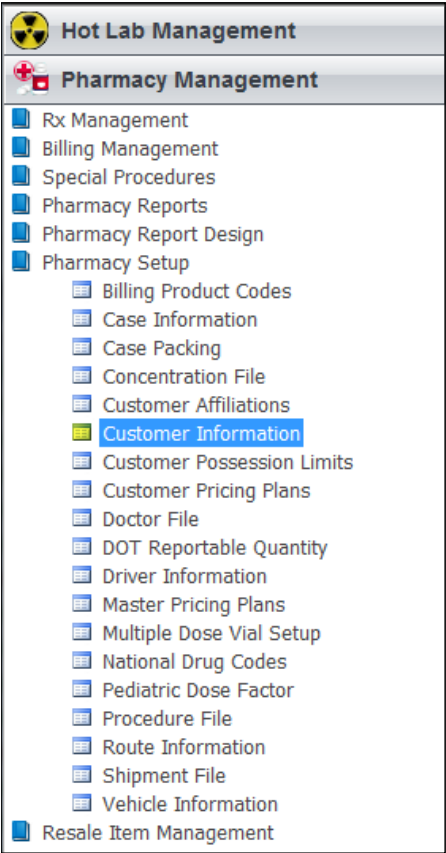 Hot Lab Management
Pharmacy Management
Rx Management
Billing Management
Special Procedures
Pharmacy Reports
Pharmacy Report Design
Pharmacy Setup
Billing Product Codes
Case Information
Case Packing
Concentration File
Customer Affiliations
Customer Information
Customer Possession Limits
Customer Pricing Plans
Doctor File
DOT Reportable Quantity
Driver Information
Master Pricing Plans
Multiple Dose Vial Setup
National Drug Codes
Pediatric Dose Factor
Procedure File
Route Information
Shipment File
Vehicle Information
Resale Item Management